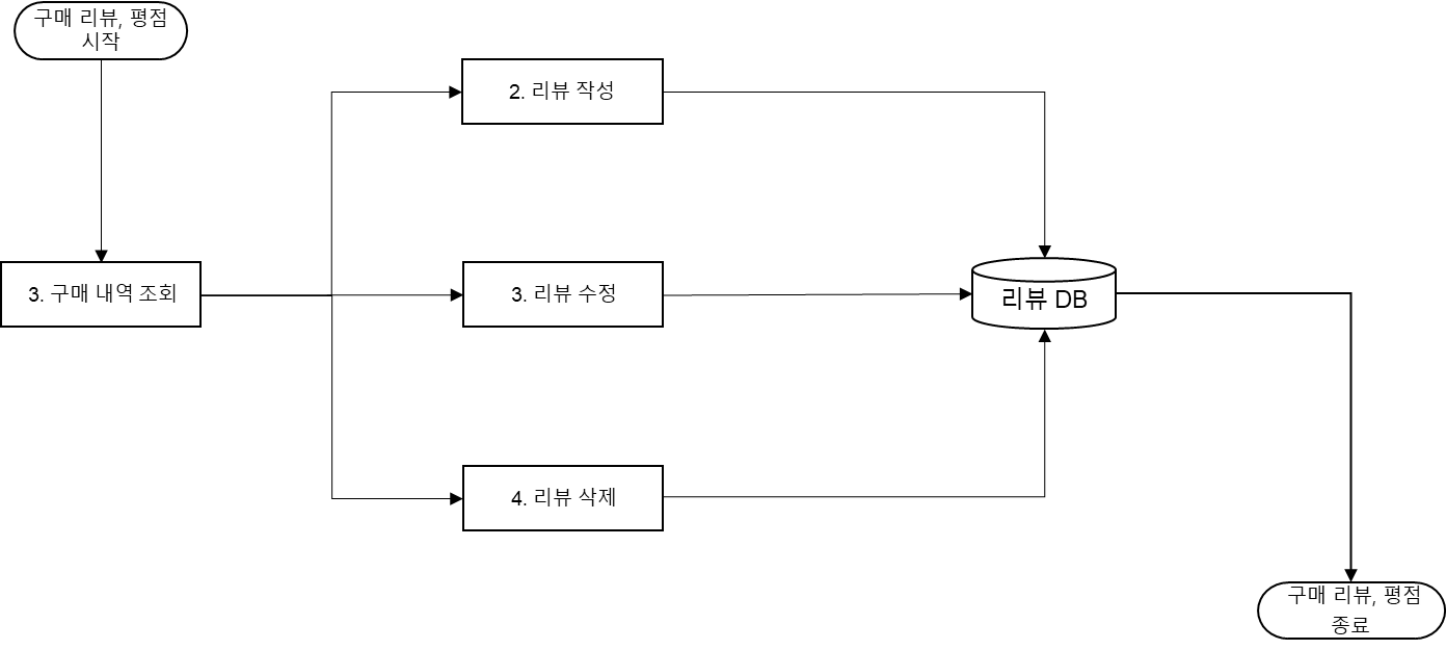 구매 리뷰, 평점
시작
2. 리뷰 작성
3. 구매 내역 조회
3. 리뷰 수정
리뷰 DB
4. 리뷰 삭제
구매 리뷰, 평점
종료